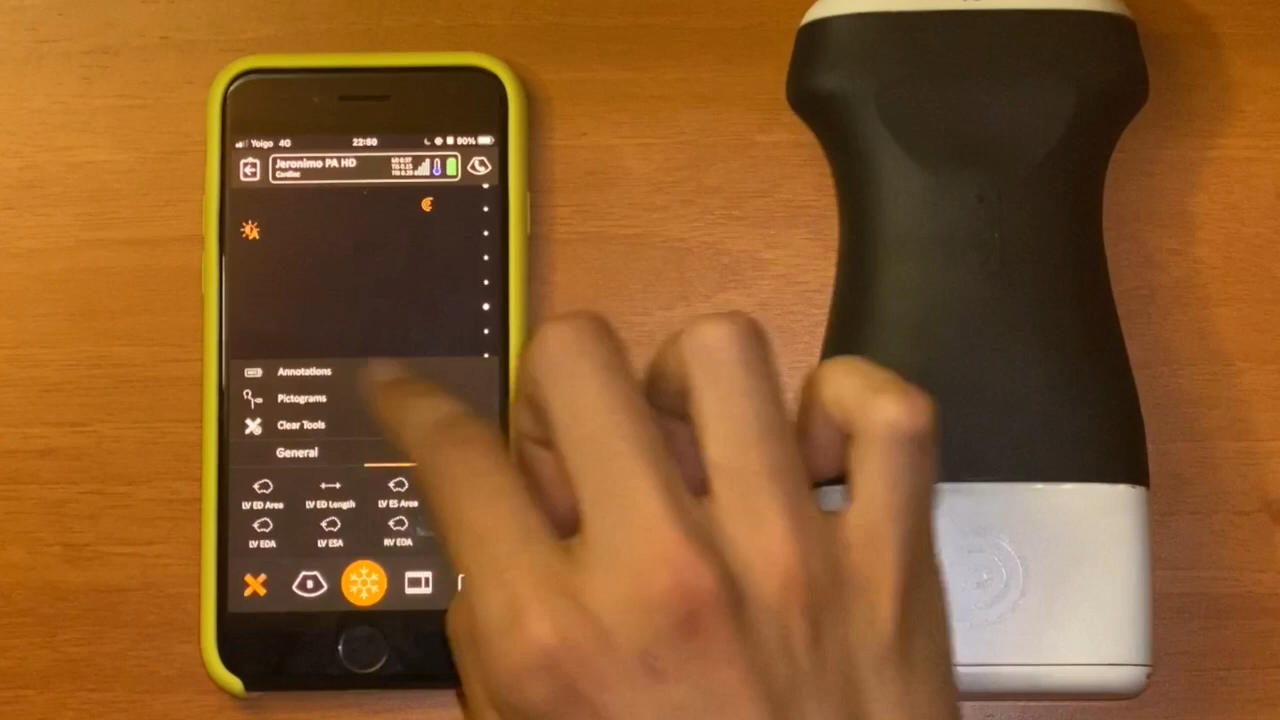 Yoigo 4G 22:50 90%
Jeronimo PA HD
Cardiac
Annotations
Pictograms
Clear Tools
General
LV ED Area LV ED Length LV ES Area
LV EDA LV ESA RV EDA